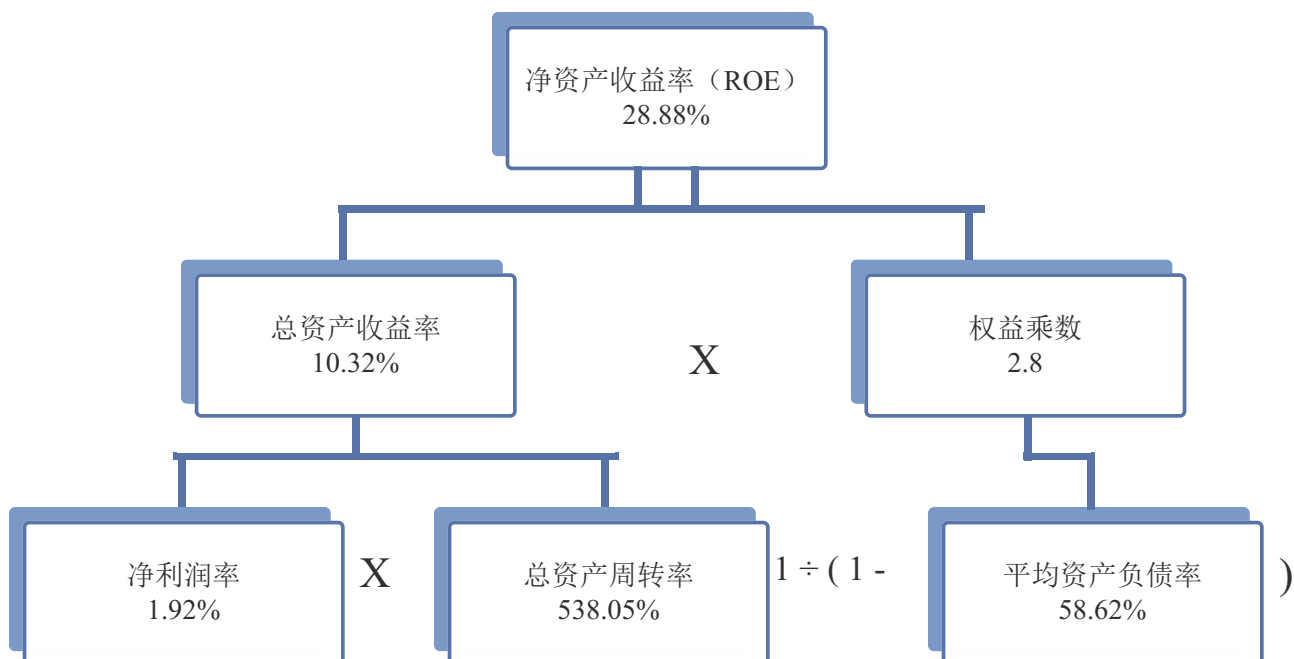 净资产收益率（ROE）
28.88%
总资产收益率
10.32%
X
权益乘数
2.8
净利润率
1.92%
X
总资产周转率
538.05%
1 ÷ ( 1 -
平均资产负债率
58.62%
)